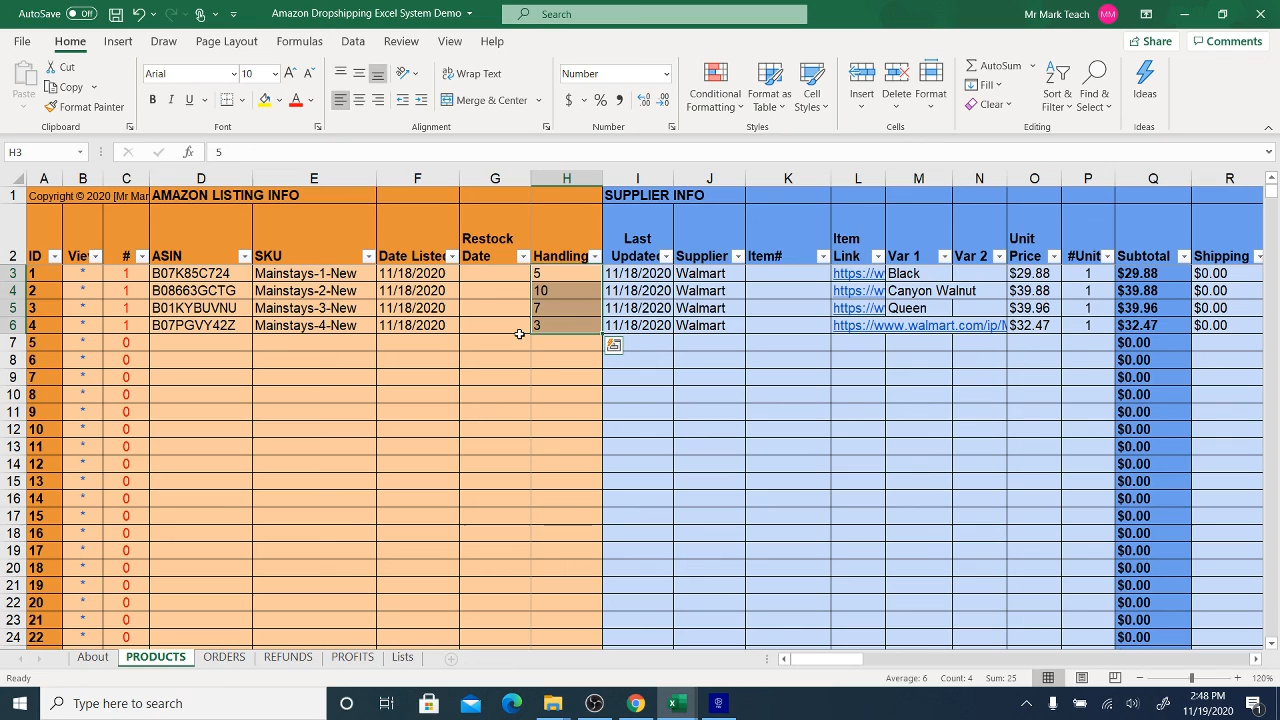 AutoSave Off Amazon Dropshipping Excel System Demo Search Mr Mark Teach MM
File Home Insert Draw Page Layout Formulas Data Review View Help Share Comments
Paste Cut Copy Format Painter Clipboard
Arial 10 A A B I U A Font
Wrap Text Merge & Center Alignment
Number $ % Number
Conditional Formatting Format as Table Cell Styles Styles
Insert Delete Format Cells
AutoSum Fill Clear Sort & Filter Find & Select Editing
Ideas Ideas
H3 fx 5
A B C D E F G H I J K L M N O P Q R
1 Copyright © 2020 [Mr Mar AMAZON LISTING INFO SUPPLIER INFO
2 ID Viev # ASIN SKU Date Liste Restock Date Handling Last Update Supplier Item# Item Link Var 1 Var 2 Unit Price #Unit Subtotal Shipping
3 1 * 1 B07K85C724 Mainstays-1-New 11/18/2020 5 11/18/2020 Walmart https://w Black $29.88 1 $29.88 $0.00
4 2 * 1 B08663GCTG Mainstays-2-New 11/18/2020 10 11/18/2020 Walmart https://w Canyon Walnut $39.88 1 $39.88 $0.00
5 3 * 1 B01KYBUVNU Mainstays-3-New 11/18/2020 7 11/18/2020 Walmart https://w Queen $39.96 1 $39.96 $0.00
6 4 * 1 B07PGVY42Z Mainstays-4-New 11/18/2020 3 11/18/2020 Walmart https://www.walmart.com/ip/M $32.47 1 $32.47 $0.00
7 5 * 0 $0.00
8 6 * 0 $0.00
9 7 * 0 $0.00
10 8 * 0 $0.00
11 9 * 0 $0.00
12 10 * 0 $0.00
13 11 * 0 $0.00
14 12 * 0 $0.00
15 13 * 0 $0.00
16 14 * 0 $0.00
17 15 * 0 $0.00
18 16 * 0 $0.00
19 17 * 0 $0.00
20 18 * 0 $0.00
21 19 * 0 $0.00
22 20 * 0 $0.00
23 21 * 0 $0.00
24 22 * 0 $0.00
About PRODUCTS ORDERS REFUNDS PROFITS Lists
Ready Average: 6 Count: 4 Sum: 25 120%
Type here to search 2:48 PM
11/19/2020